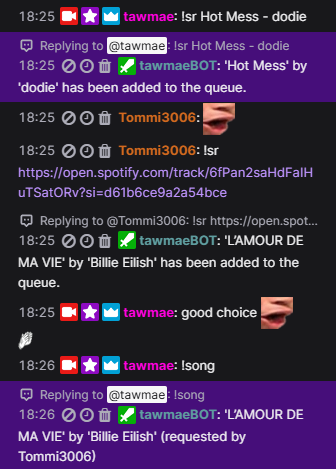 18:25 tawmae: !sr Hot Mess - dodie
Replying to @tawmae: !sr Hot Mess - dodie
18:25 tawmaeBOT: 'Hot Mess' by
'dodie' has been added to the queue.
18:25 Tommi3006:
18:25 Tommi3006: !sr
https://open.spotify.com/track/6fPan2saHdFaIH
uTSatORv?si=d61b6ce9a2a54bce
Replying to @Tommi3006: !sr https://open.spot...
18:25 tawmaeBOT: 'L'AMOUR DE
MA VIE' by 'Billie Eilish' has been added to the
queue.
18:25 tawmae: good choice
18:26 tawmae: !song
Replying to @tawmae: !song
18:26 tawmaeBOT: 'L'AMOUR DE
MA VIE' by 'Billie Eilish' (requested by
Tommi3006)